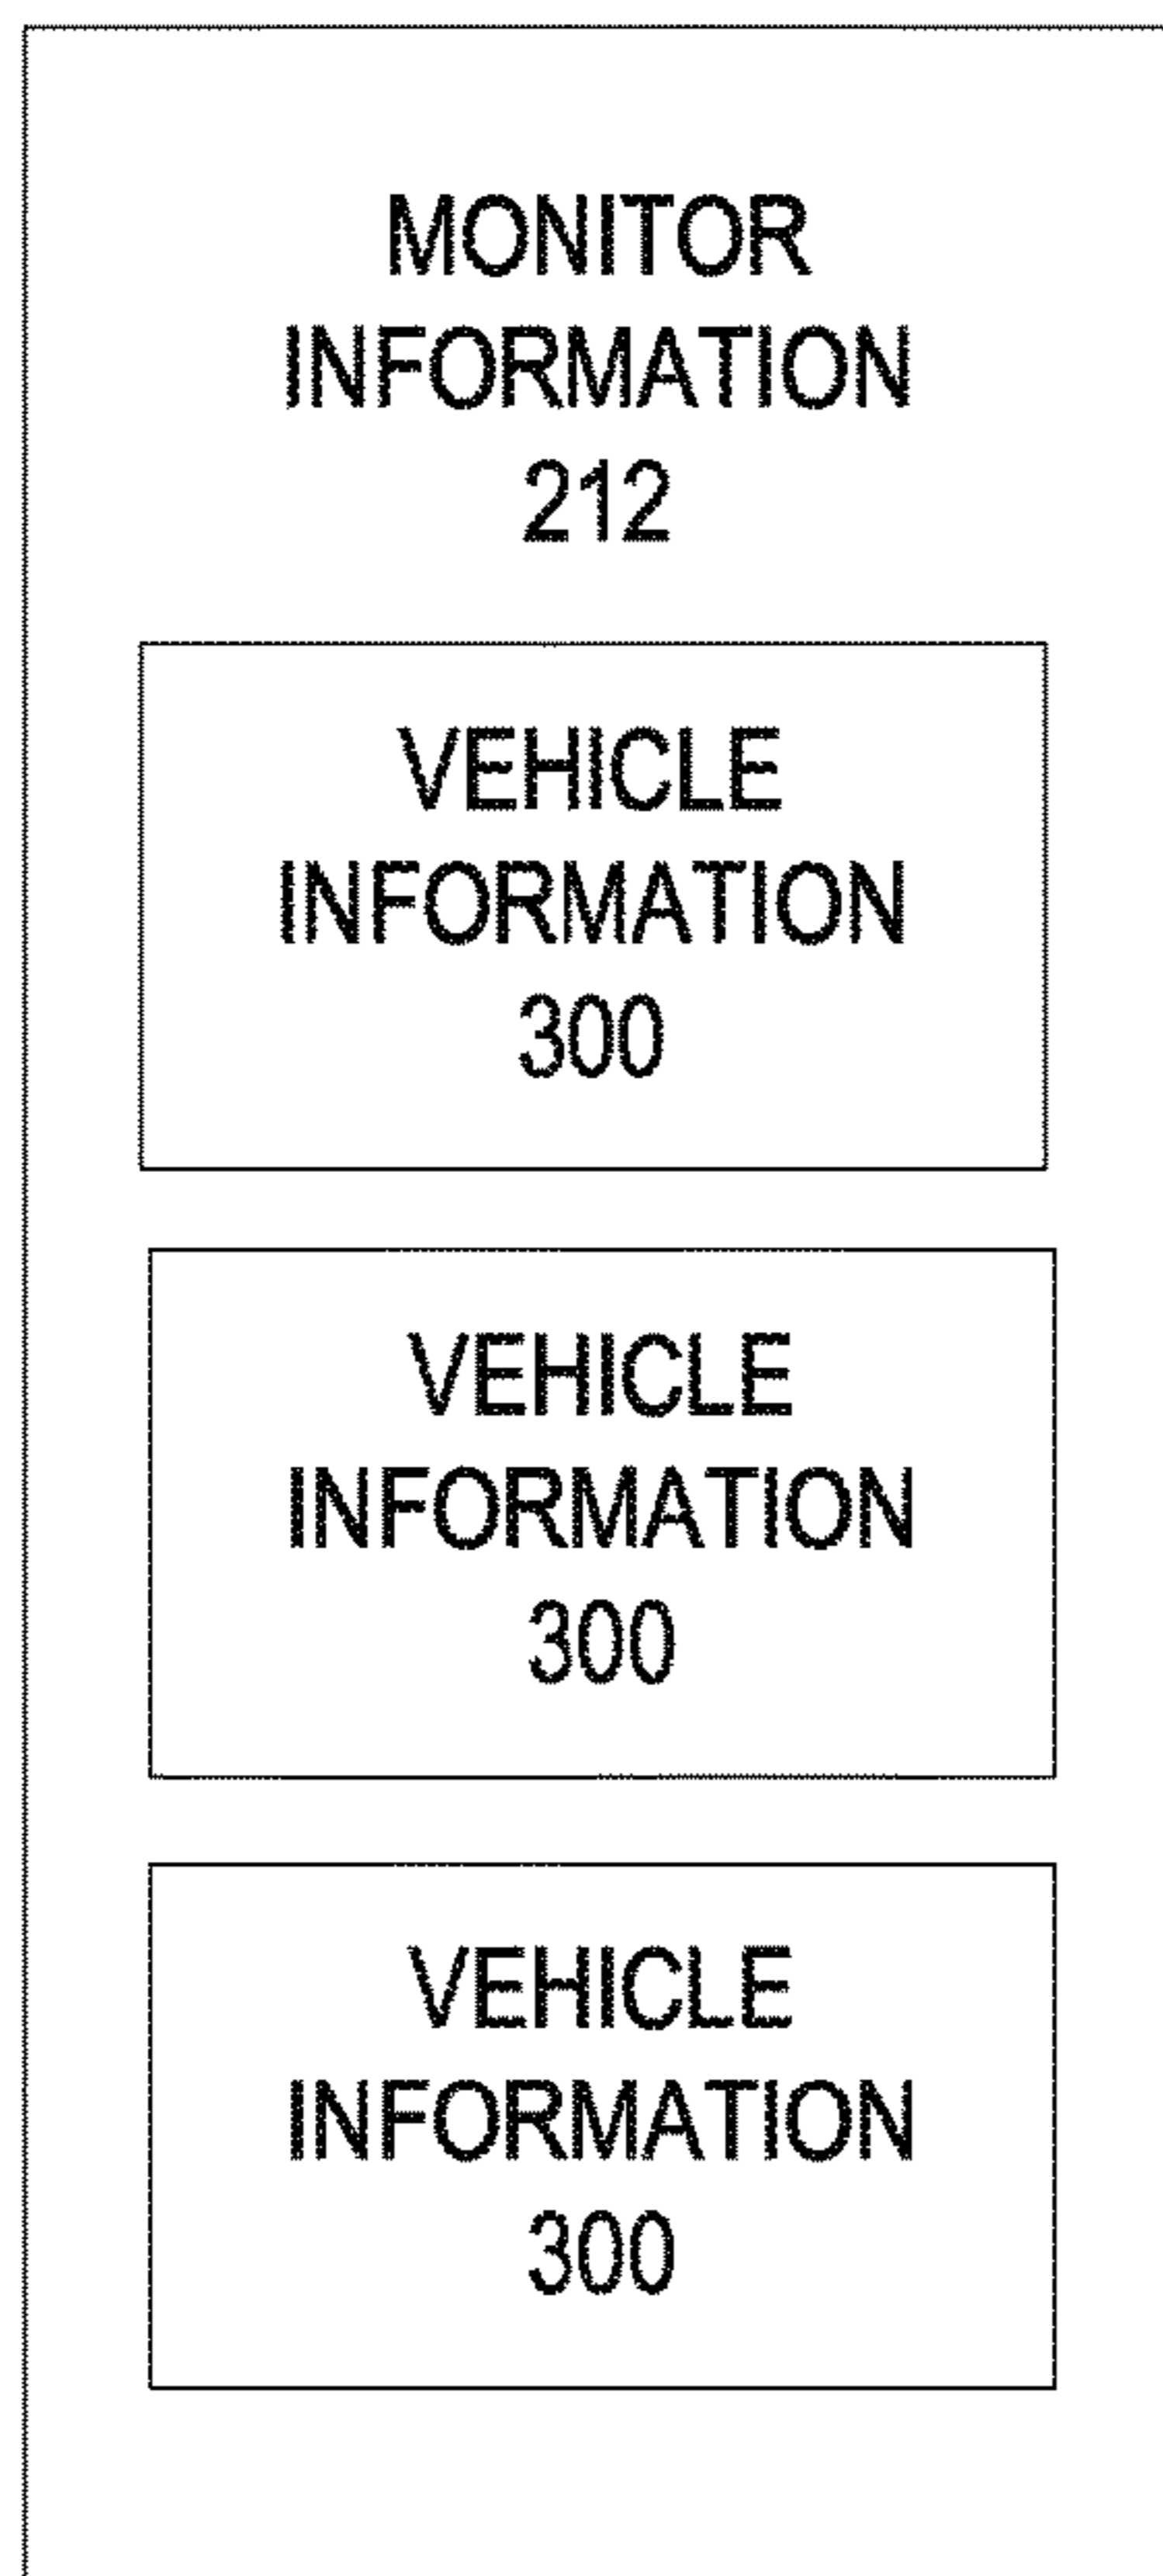 MONITOR
INFORMATION
212
VEHICLE
INFORMATION
300
VEHICLE
INFORMATION
300
VEHICLE
INFORMATION
300